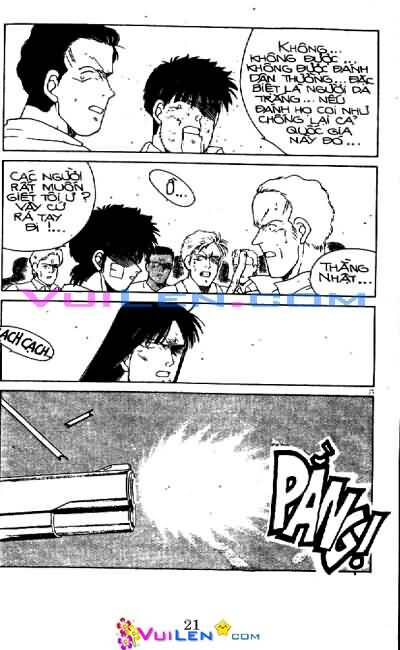 KHÔNG...
KHÔNG ĐƯỢC...
KHÔNG ĐƯỢC ĐÁNH
DÂN THƯỜNG... ĐẶC
BIỆT LÀ NGƯỜI DA
TRẮNG... NẾU
ĐÁNH HỌ COI NHƯ
CHỐNG LẠI CẢ
QUỐC GIA
NÀY ĐÓ...
CÁC NGƯỜI
RẤT MUỐN
GIẾT TÔI Ư?
VẬY CỨ
RA TAY
ĐI!...
Ơ...
THẰNG
NHẬT...
VUILEN.COM
LẠCH CẠCH...
PẰNG!
21
VUILEN COM